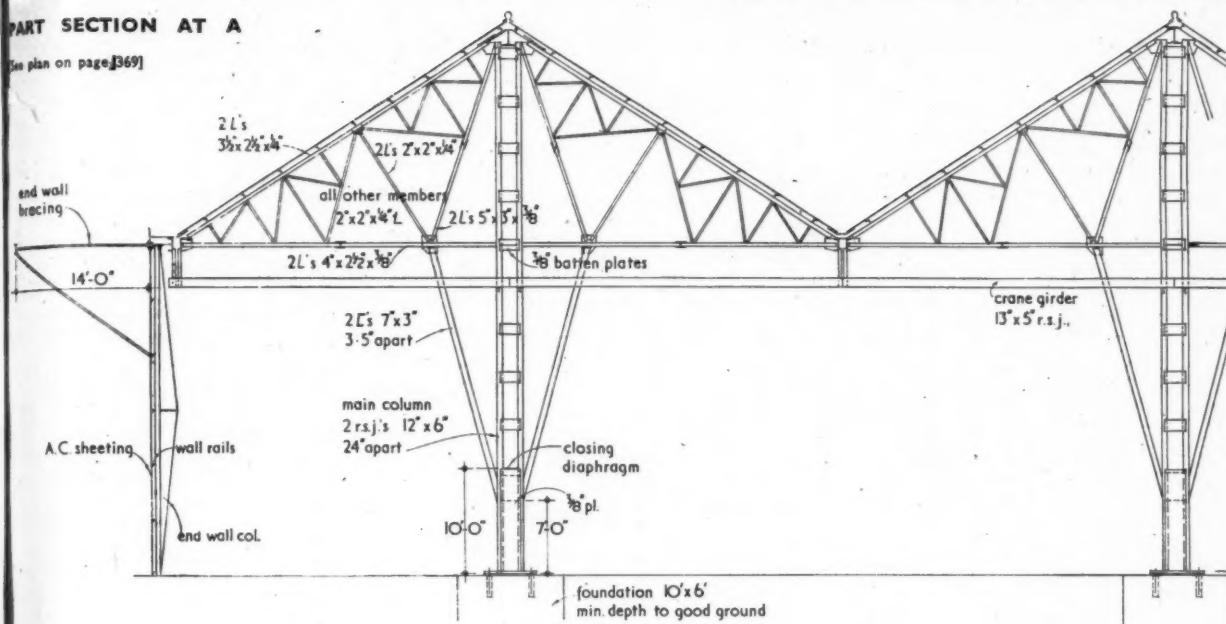 PART SECTION AT A
[See plan on page 369]
2 L's
3½" x 2½" x ¼"
2L's 2" x 2" x ¼"
end wall
bracing
all other members
2" x 2" x ¼" L
2L's 5" x 3" x ⅜"
2L's 4" x 2½" x ⅜"
⅜" batten plates
14'-0"
crane girder
13" x 5" r.s.j.,
2 [s 7" x 3"
3·5" apart
main column
2 r.s.j.'s 12" x 6"
24" apart
A.C. sheeting
wall rails
closing
diaphragm
⅜" pl.
10'-0"
7'-0"
end wall col.
foundation 10' x 6'
min. depth to good ground